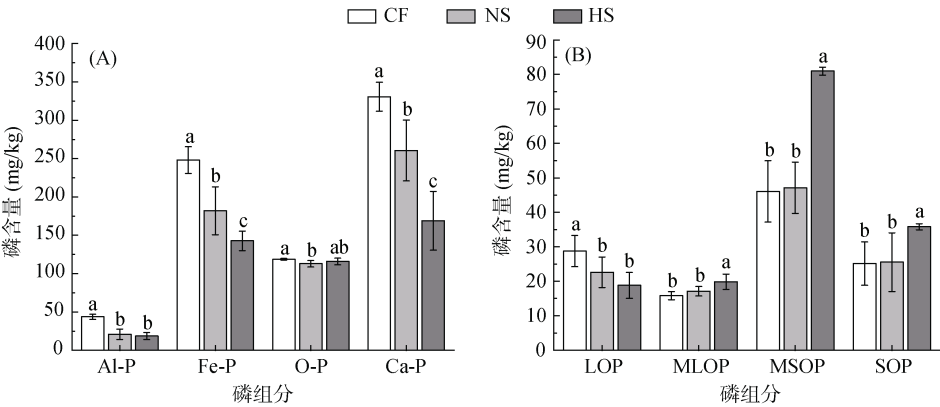 CF NS HS
(A)
磷含量 (mg/kg)
400
350
300
250
200
150
100
50
0
a b b
a b c
a b ab
a b c
Al-P Fe-P O-P Ca-P
磷组分
(B)
磷含量 (mg/kg)
90
80
70
60
50
40
30
20
10
0
a b b
b b a
b b a
b b a
LOP MLOP MSOP SOP
磷组分